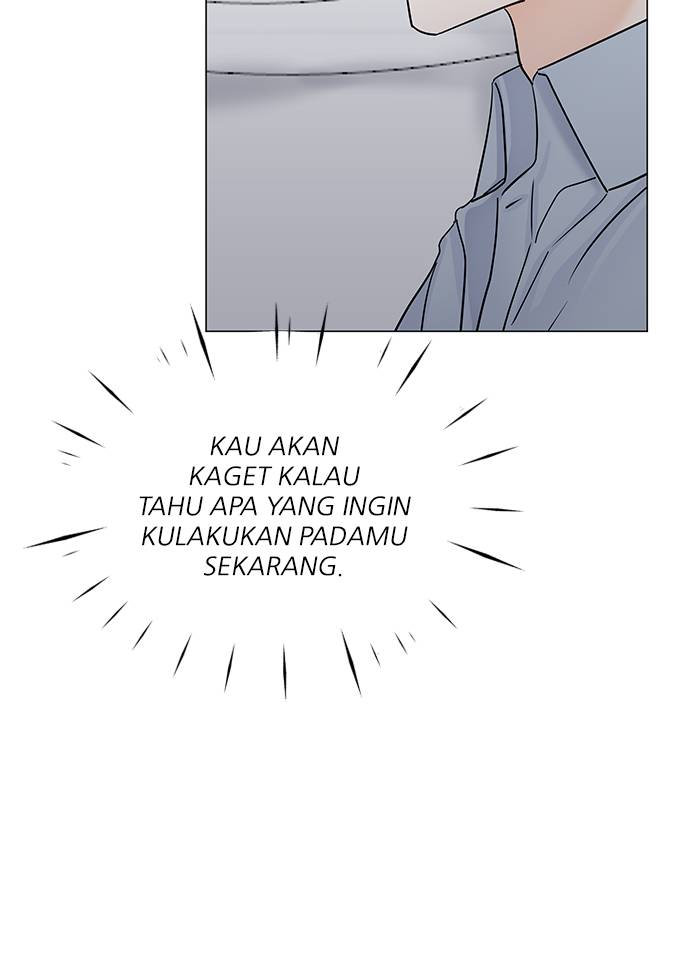 KAU AKAN
KAGET KALAU
TAHU APA YANG INGIN
KULAKUKAN PADAMU
SEKARANG.